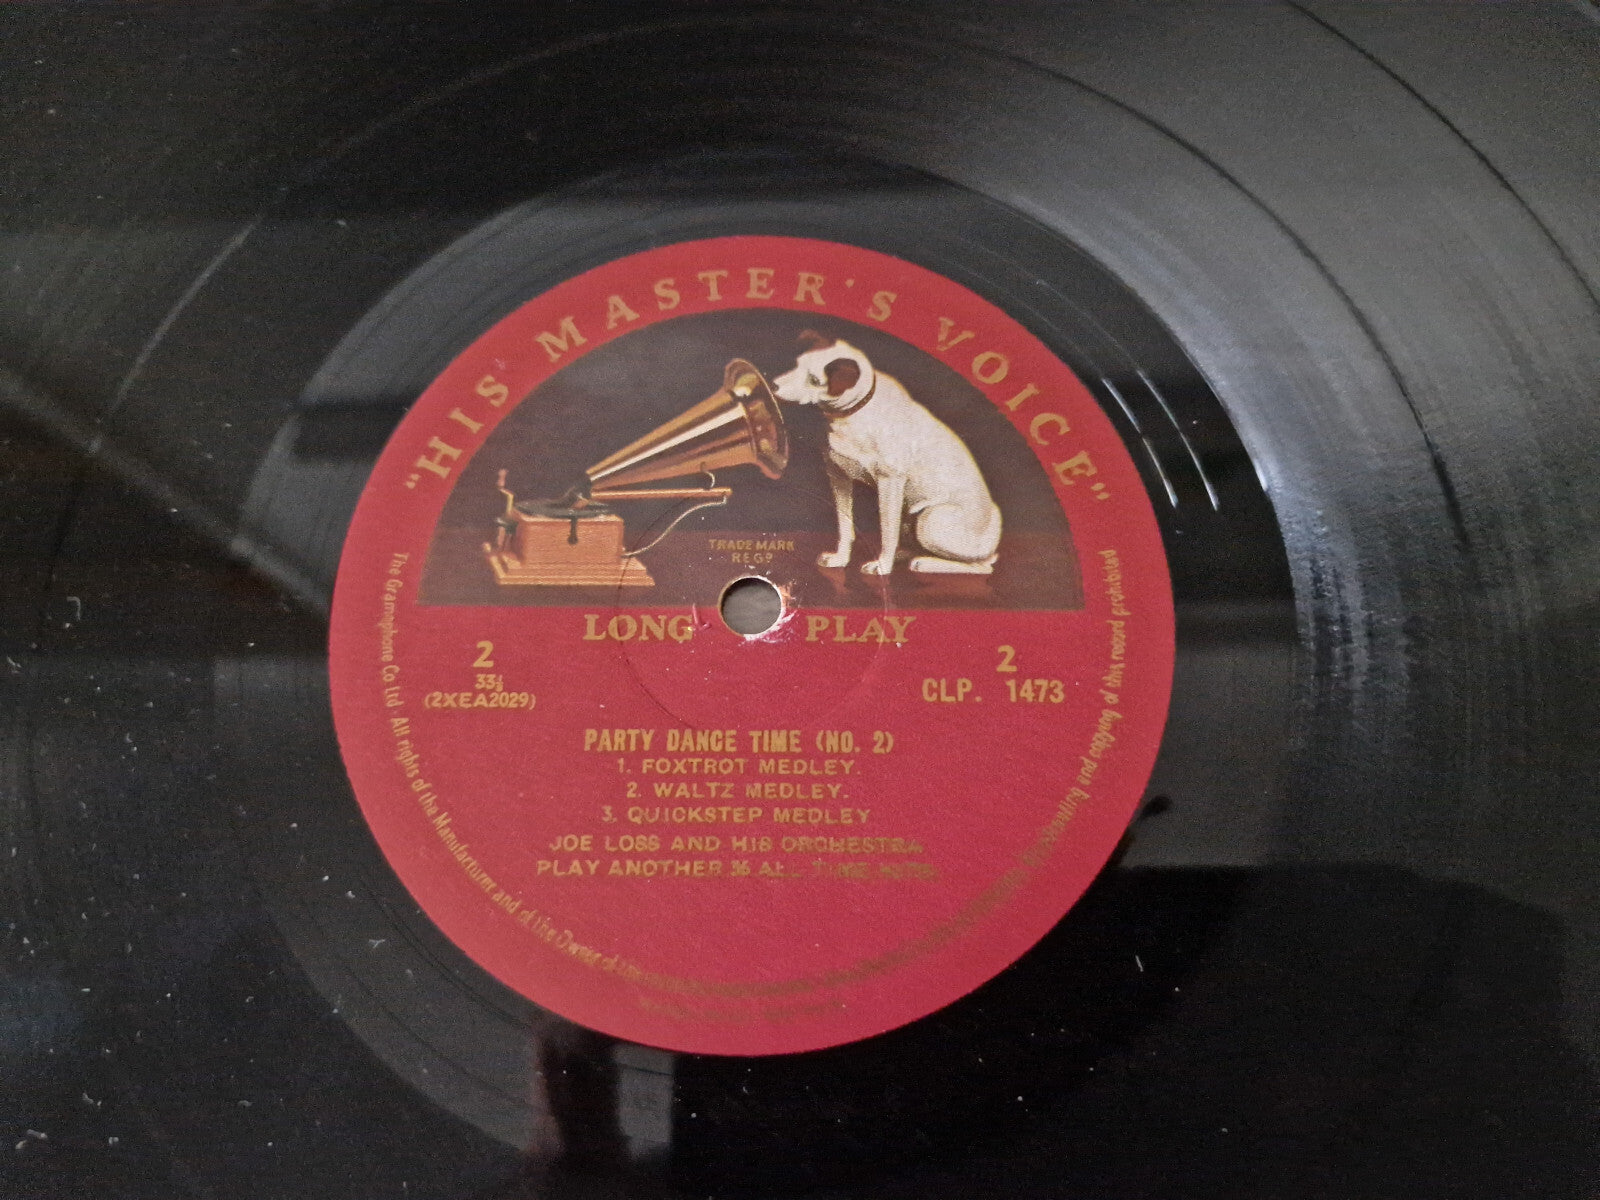 "HIS MASTER'S VOICE"
TRADE MARK
REGD
LONG PLAY
2
33⅓
(2XEA2029)
2
CLP. 1473
PARTY DANCE TIME (NO. 2)
1. FOXTROT MEDLEY.
2. WALTZ MEDLEY.
3. QUICKSTEP MEDLEY
JOE LOSS AND HIS ORCHESTRA
PLAY ANOTHER 36 ALL TIME HITS
The Gramophone Co Ltd · All rights of the Manufacturer and of the Owner of
and copying of this record prohibited